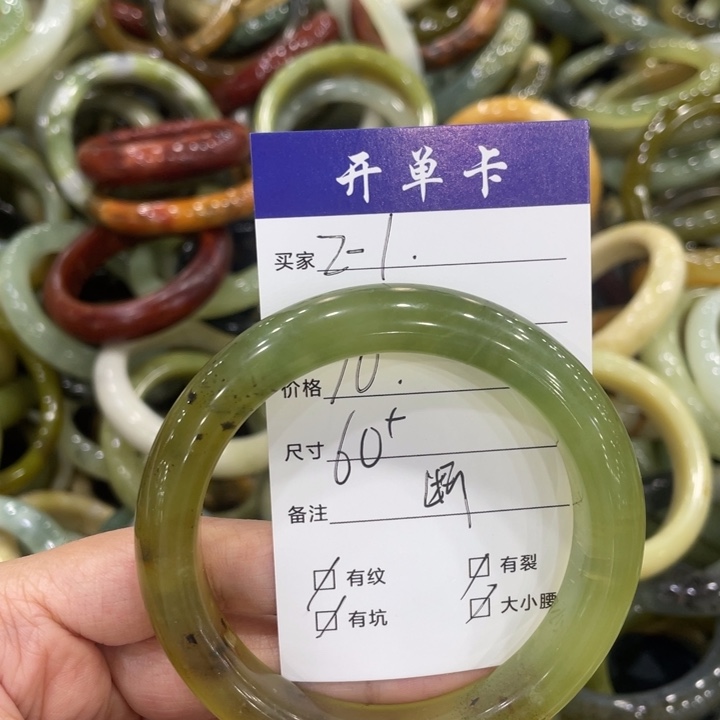 开单卡
买家 Z-1.
价格 10.
尺寸 60+
备注 断
有纹 有裂
有坑 大小腰